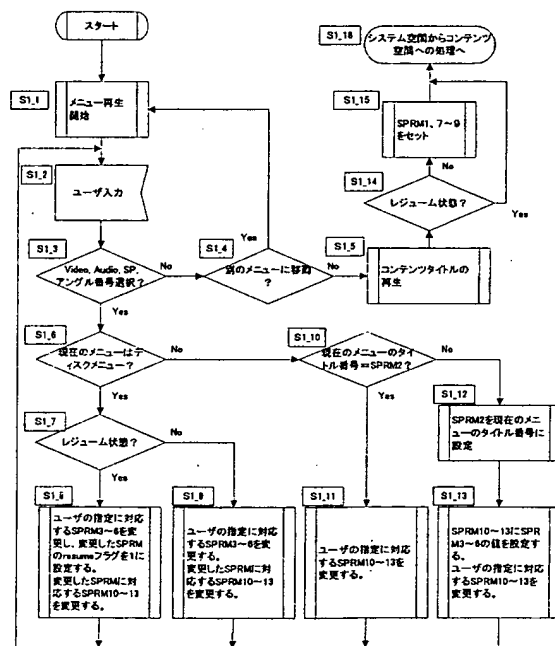 スタート
S1_1
メニュー再生
開始
S1_2
ユーザ入力
S1_3
Video, Audio, SP,
アングル番号選択?
Yes
No
S1_4
別のメニューに移動
?
Yes
No
S1_5
コンテンツタイトルの
再生
S1_14
レジューム状態?
No
Yes
S1_15
SPRM1、7~9
をセット
S1_16
システム空間からコンテンツ
空間への処理へ
S1_6
現在のメニューはデ
ィスクメニュー?
Yes
No
S1_7
レジューム状態?
Yes
No
S1_10
現在のメニューのタイ
トル番号==SPRM2?
Yes
No
S1_12
SPRM2を現在の
メニューのタイトル番号に
設定
ユーザの指定に対応
するSPRM3~6を変
更し、変更したSPRM
のresumeフラグを1に
設定する。
変更したSPRMに対
応するSPRM10~13
を変更する。
ユーザの指定に対応
するSPRM3~6を変
更する。
変更したSPRMに対
応するSPRM10~13
を変更する。
S1_11
ユーザの指定に対応
するSPRM10~13を
変更する。
S1_13
SPRM10~13にSPR
M3~6の値を設定す
る。
ユーザの指定に対応
するSPRM10~13を
変更する。